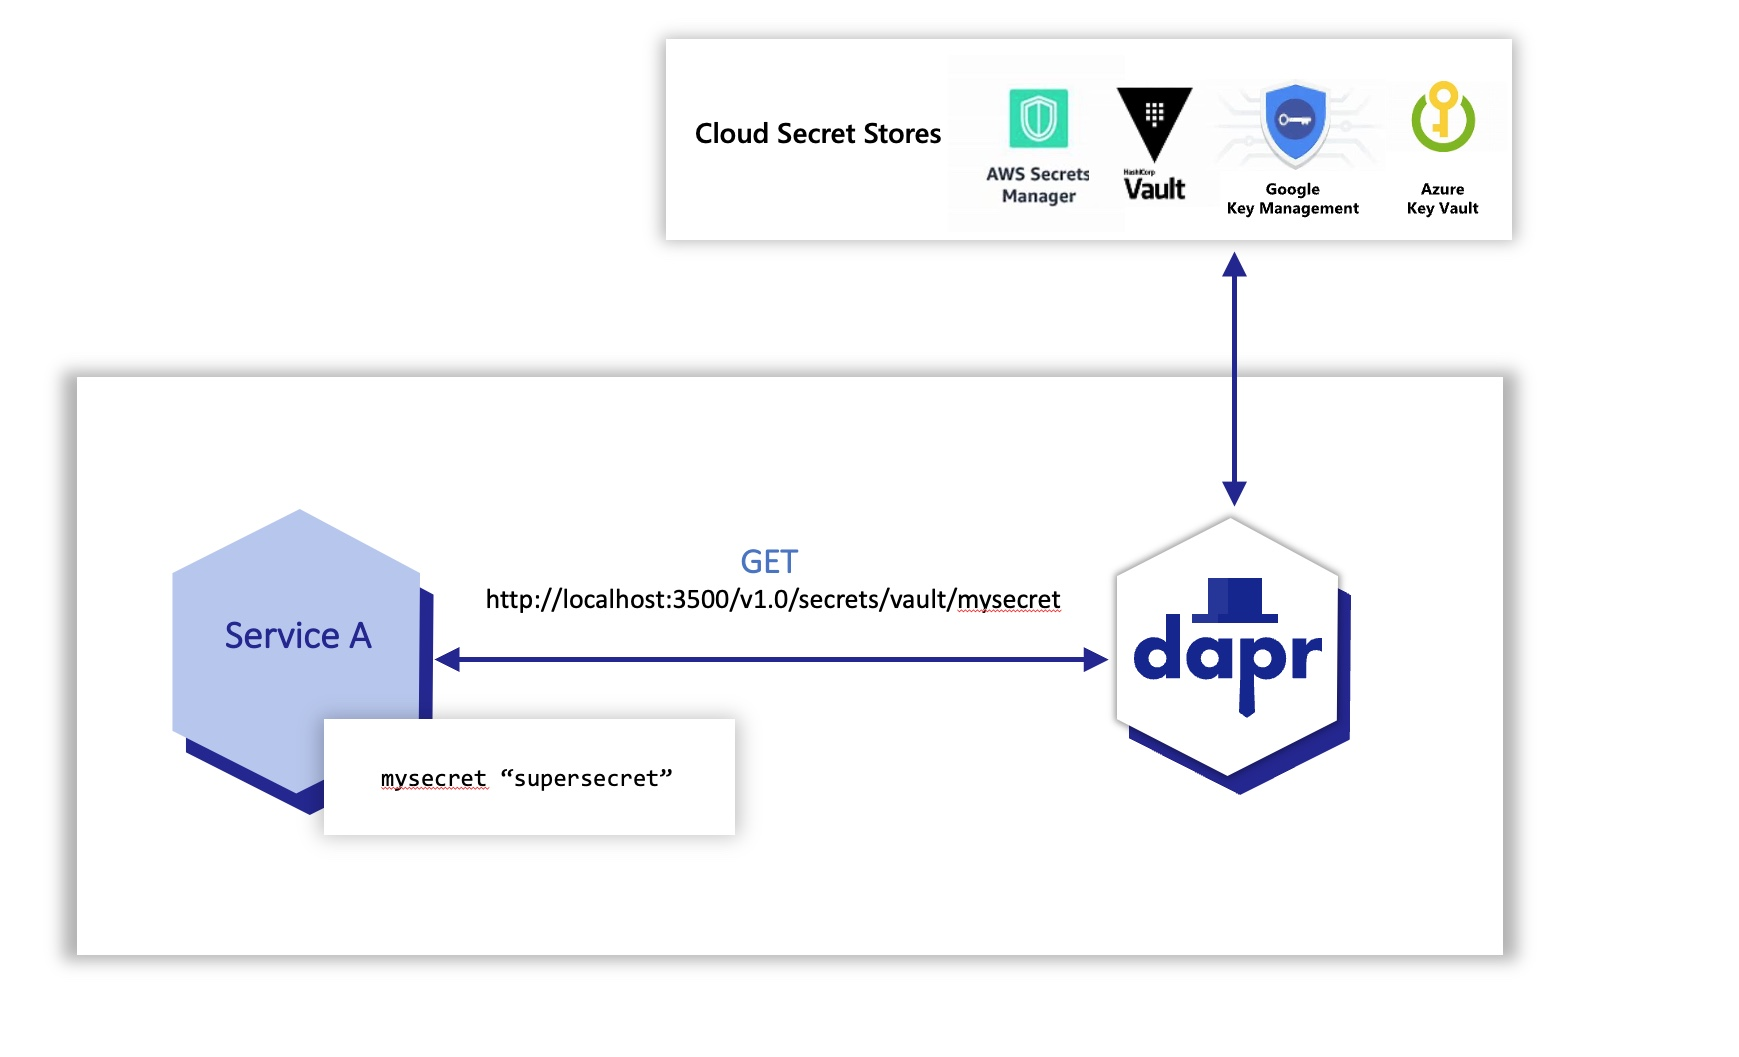 Cloud Secret Stores
AWS Secrets
Manager
HashiCorp
Vault
Google
Key Management
Azure
Key Vault
GET
http://localhost:3500/v1.0/secrets/vault/mysecret
Service A
dapr
mysecret “supersecret”